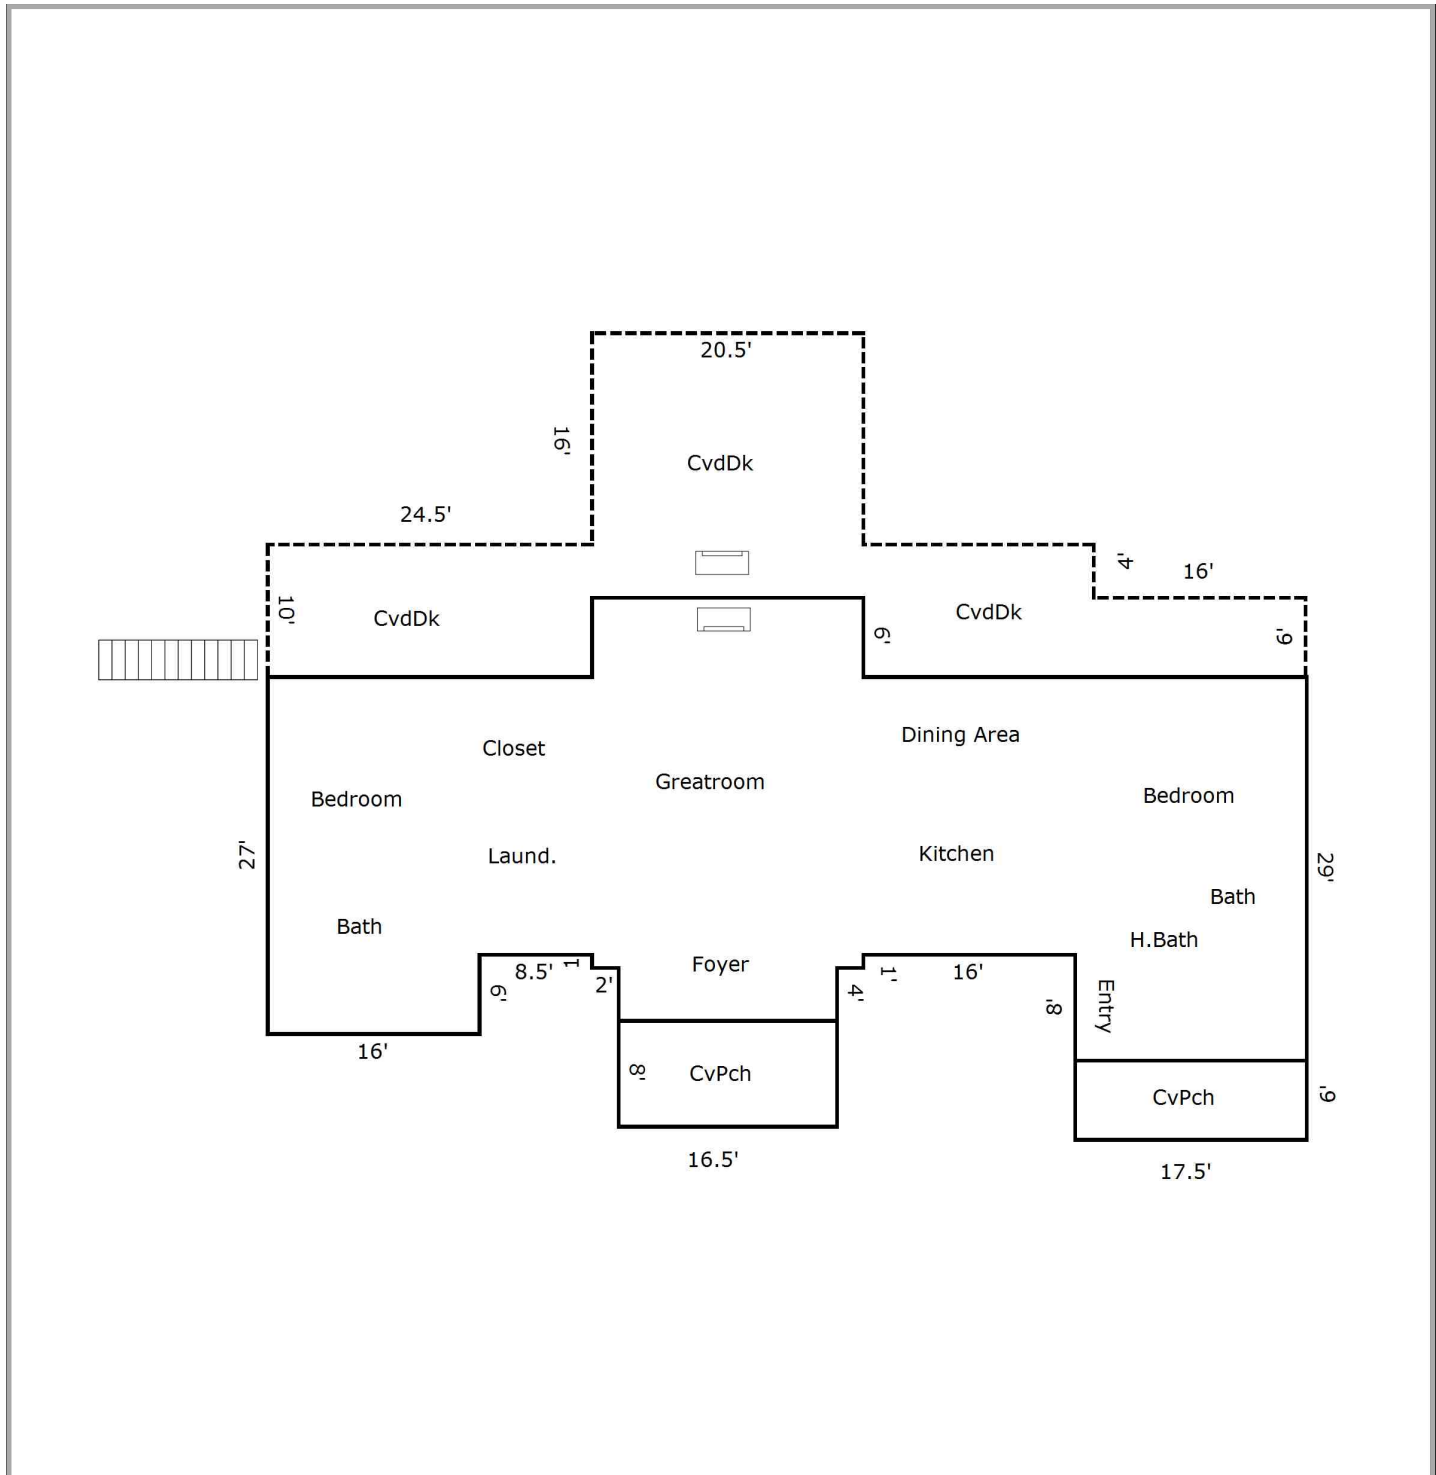 20.5'
16'
CvdDk
24.5'
4'
16'
10'
CvdDk
CvdDk
6'
6'
Dining Area
Closet
Greatroom
Bedroom
Bedroom
27'
Laund.
Kitchen
29'
Bath
Bath
H.Bath
Foyer
8.5'
1
2'
6'
4'
1'
16'
8'
Entry
16'
8'
CvPch
CvPch
6'
16.5'
17.5'